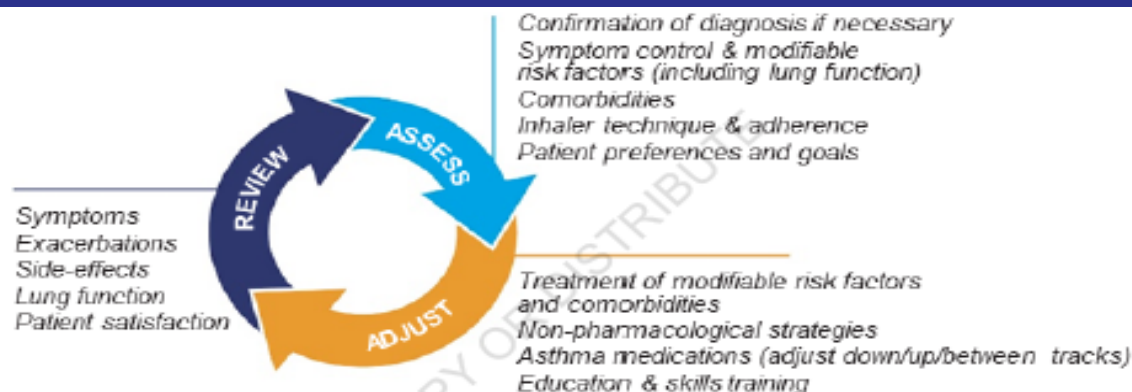 Confirmation of diagnosis if necessary
Symptom control & modifiable
risk factors (including lung function)
Comorbidities
Inhaler technique & adherence
Patient preferences and goals
ASSESS
REVIEW
Symptoms
Exacerbations
Side-effects
Lung function
Patient satisfaction
ADJUST
Treatment of modifiable risk factors
and comorbidities
Non-pharmacological strategies
Asthma medications (adjust down/up/between tracks)
Education & skills training
OR DISTRIBUTE